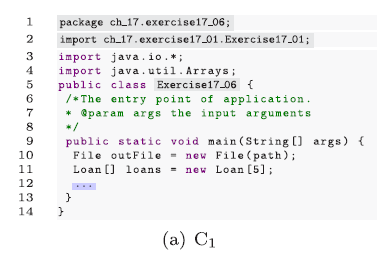 1 package ch_17.exercise17_06;
2 import ch_17.exercise17_01.Exercise17_01;
3 import java.io.*;
4 import java.util.Arrays;
5 public class Exercise17_06 {
6 /*The entry point of application.
7 * @param args the input arguments
8 */
9 public static void main(String[] args) {
10 File outFile = new File(path);
11 Loan[] loans = new Loan[5];
12 ...
13 }
14 }
(a) C1